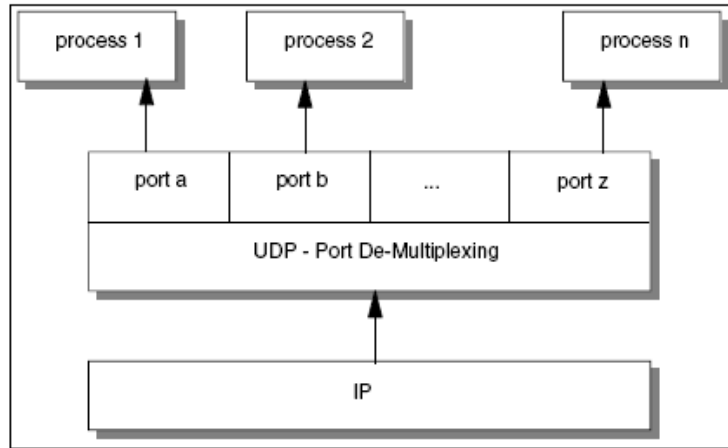 process 1
process 2
process n
port a
port b
...
port z
UDP - Port De-Multiplexing
IP